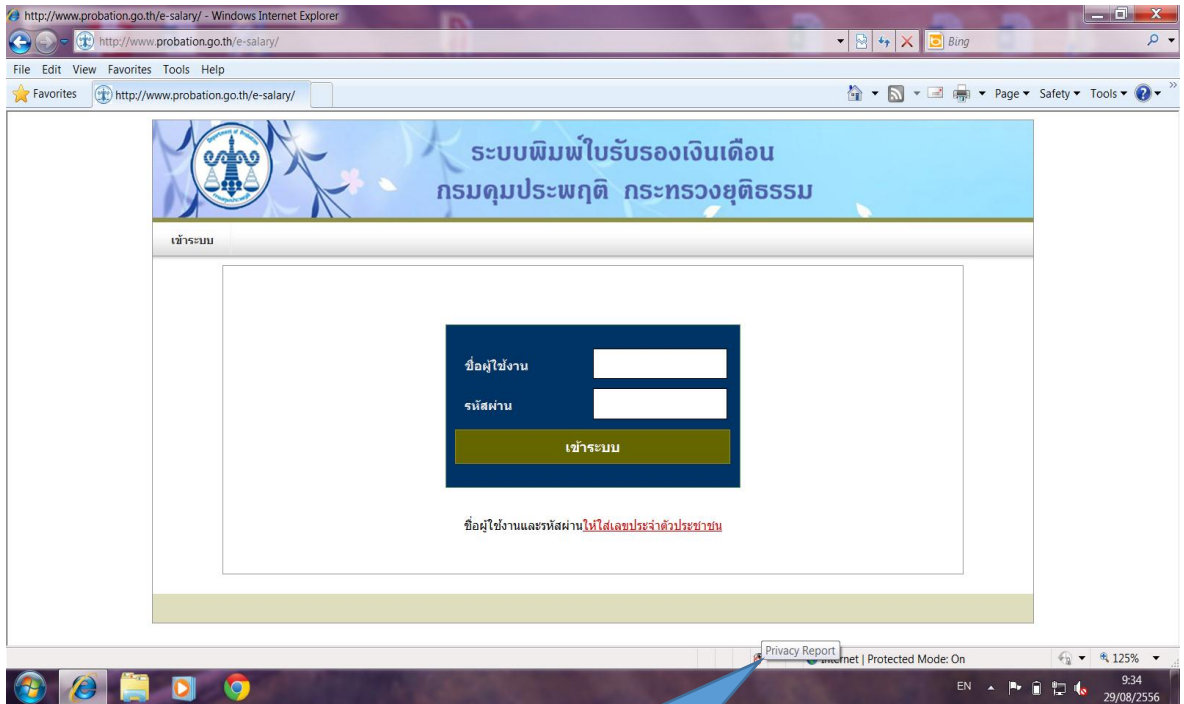 http://www.probation.go.th/e-salary/ - Windows Internet Explorer
http://www.probation.go.th/e-salary/
Bing
File Edit View Favorites Tools Help
Favorites
http://www.probation.go.th/e-salary/
Page
Safety
Tools
Department of Probation
ระบบพิมพ์ใบรับรองเงินเดือน
กรมคุมประพฤติ กระทรวงยุติธรรม
เข้าระบบ
ชื่อผู้ใช้งาน
รหัสผ่าน
เข้าระบบ
ชื่อผู้ใช้งานและรหัสผ่านให้ใส่เลขประจำตัวประชาชน
Privacy Report
Internet | Protected Mode: On
125%
EN
9:34
29/08/2556